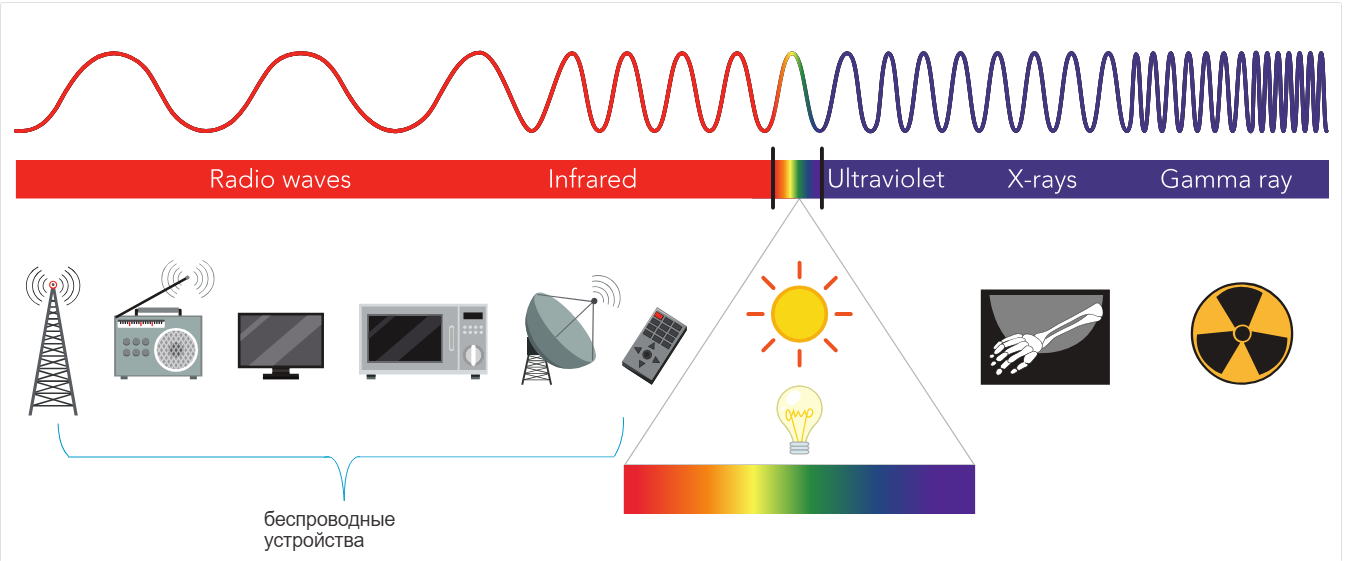 Radio waves
Infrared
Ultraviolet
X-rays
Gamma ray
беспроводные
устройства